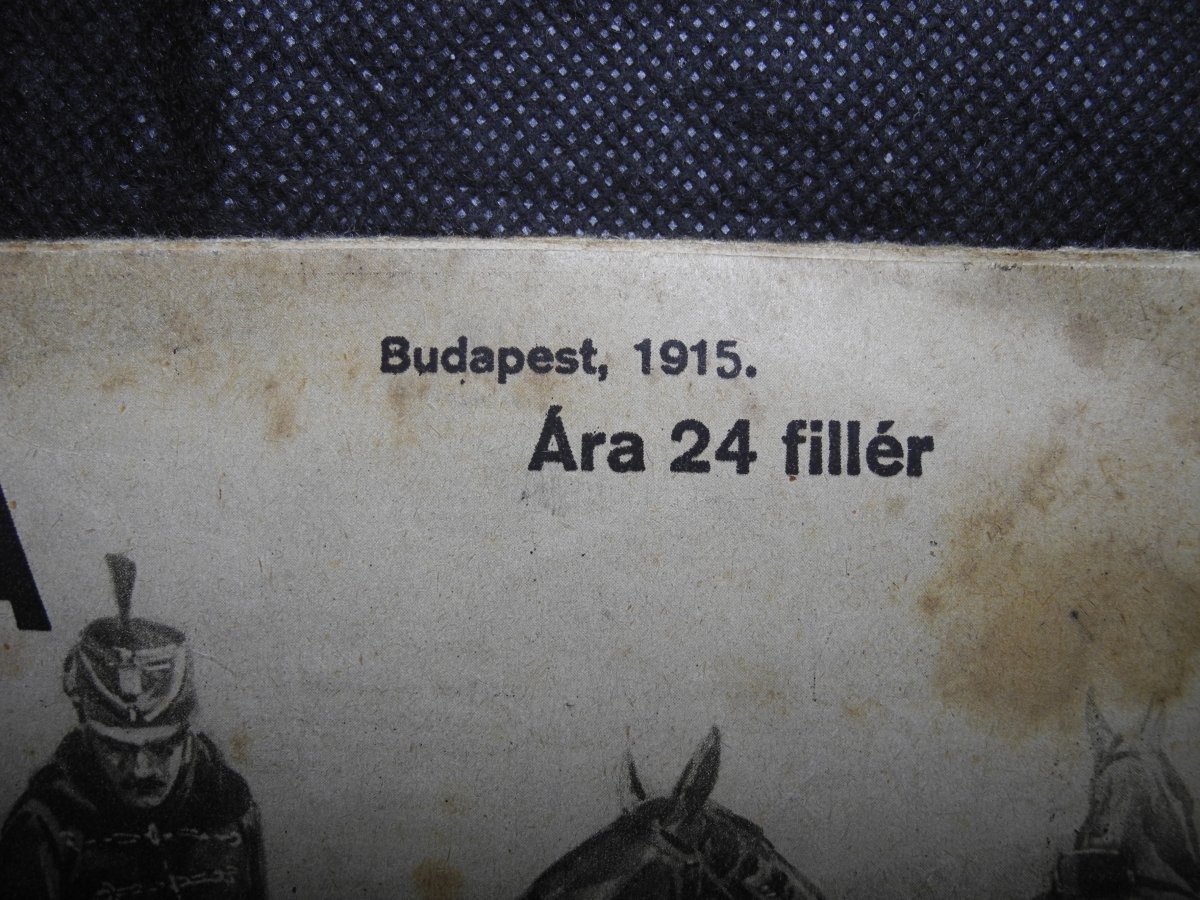 Budapest, 1915.
Ára 24 fillér
A